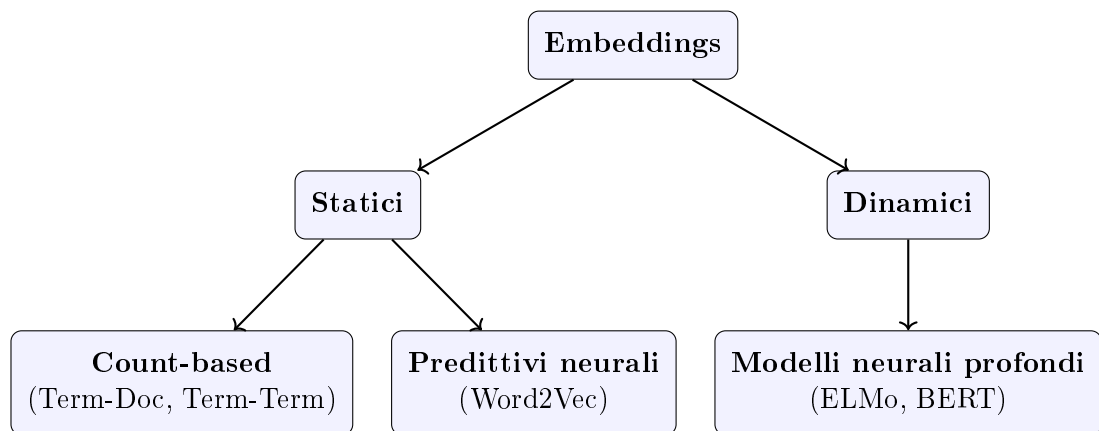 Embeddings
Statici
Dinamici
Count-based
(Term-Doc, Term-Term)
Predittivi neurali
(Word2Vec)
Modelli neurali profondi
(ELMo, BERT)